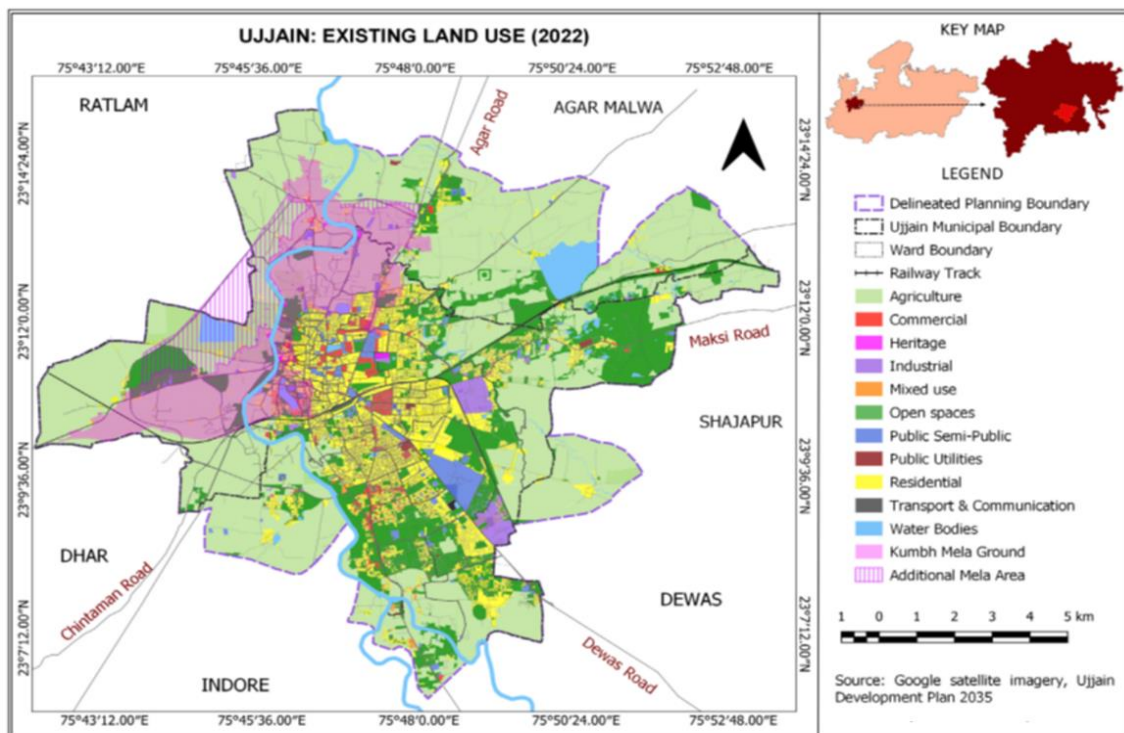 UJJAIN: EXISTING LAND USE (2022)
75°43'12.00"E 75°45'36.00"E 75°48'0.00"E 75°50'24.00"E 75°52'48.00"E
RATLAM
AGAR MALWA
Agar Road
23°14'24.00"N
23°14'24.00"N
23°12'0.00"N
23°12'0.00"N
Maksi Road
SHAJAPUR
23°9'36.00"N
23°9'36.00"N
DHAR
Chintaman Road
DEWAS
23°7'12.00"N
23°7'12.00"N
Dewas Road
INDORE
75°43'12.00"E 75°45'36.00"E 75°48'0.00"E 75°50'24.00"E 75°52'48.00"E
KEY MAP
LEGEND
Delineated Planning Boundary
Ujjain Municipal Boundary
Ward Boundary
Railway Track
Agriculture
Commercial
Heritage
Industrial
Mixed use
Open spaces
Public Semi-Public
Public Utilities
Residential
Transport & Communication
Water Bodies
Kumbh Mela Ground
Additional Mela Area
1 0 1 2 3 4 5 km
Source: Google satellite imagery, Ujjain
Development Plan 2035